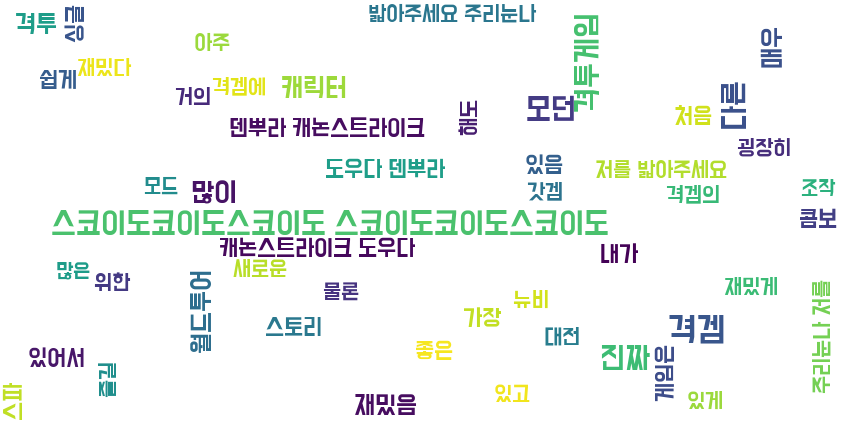 밟아주세요 주리눈나
격투
싱글
아주
격투게임
아몸
쉽게
재밌다
거의
격겜에
캐릭터
모던
처음
다른
덴뿌라 캐논스트라이크
해도
굉장히
도우다 덴뿌라
있음
저를 밟아주세요
모드
많이
갓겜
격겜의
조작
콤보
스코이도코이도스코이도 스코이도코이도스코이도
캐논스트라이크 도우다
내가
많은
위한
새로운
물론
재밌게
월드투어
뉴비
가장
스토리
대전
격겜
주리눈나 저를
있어서
즐길
좋은
진짜
게임은
스파
재밌음
있고
있게